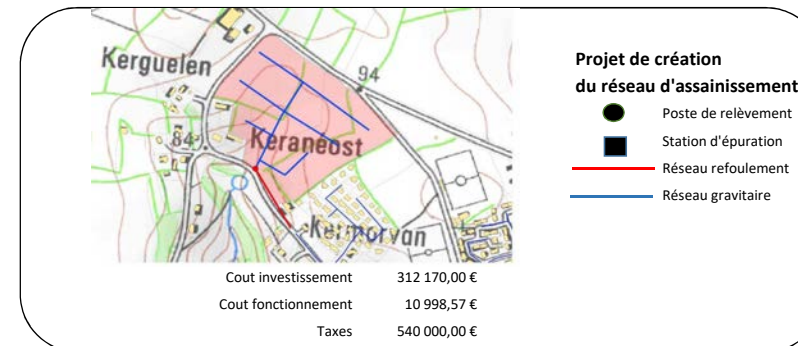 Kerguelen
94
84
Keranéost
Kermorvan
Projet de création
du réseau d'assainissement
Poste de relèvement
Station d'épuration
Réseau refoulement
Réseau gravitaire
Cout investissement 312 170,00 €
Cout fonctionnement 10 998,57 €
Taxes 540 000,00 €